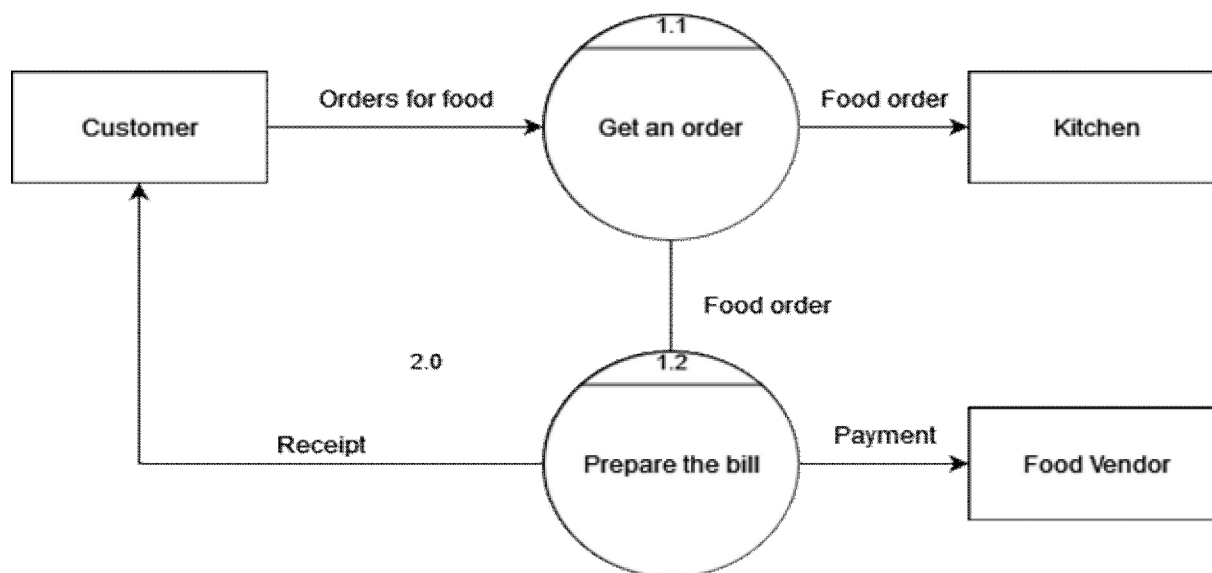 1.1
Orders for food
Food order
Customer
Get an order
Kitchen
Food order
1.2
2.0
Receipt
Payment
Prepare the bill
Food Vendor